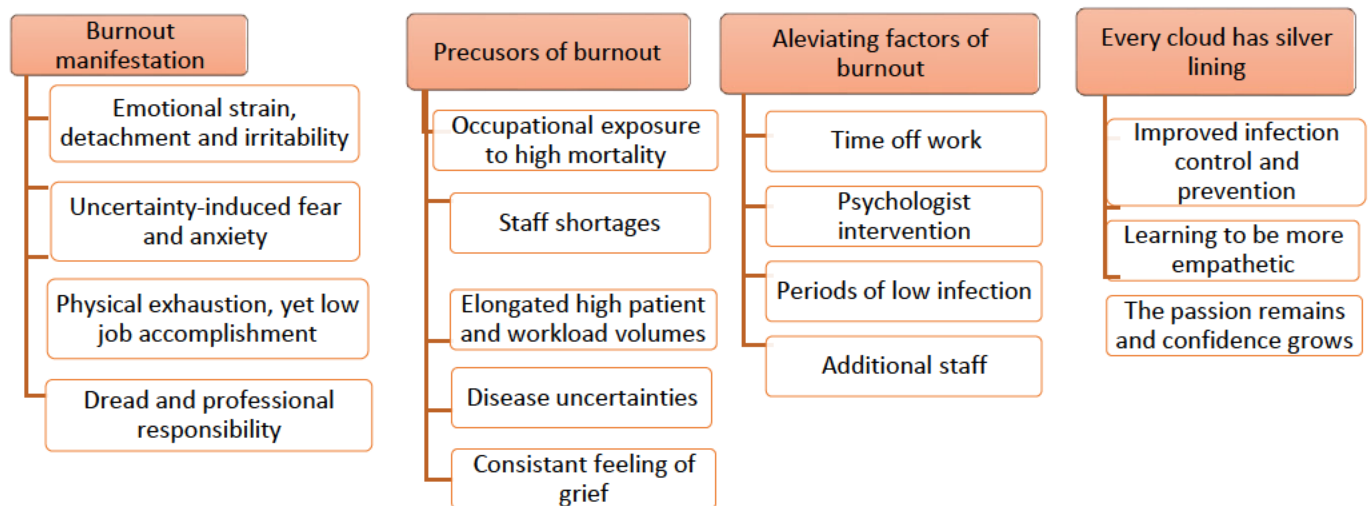 Burnout
manifestation
Emotional strain,
detachment and irritability
Uncertainty-induced fear
and anxiety
Physical exhaustion, yet low
job accomplishment
Dread and professional
responsibility
Precusors of burnout
Occupational exposure
to high mortality
Staff shortages
Elongated high patient
and workload volumes
Disease uncertainties
Consistant feeling of
grief
Aleviating factors of
burnout
Time off work
Psychologist
intervention
Periods of low infection
Additional staff
Every cloud has silver
lining
Improved infection
control and
prevention
Learning to be more
empathetic
The passion remains
and confidence grows